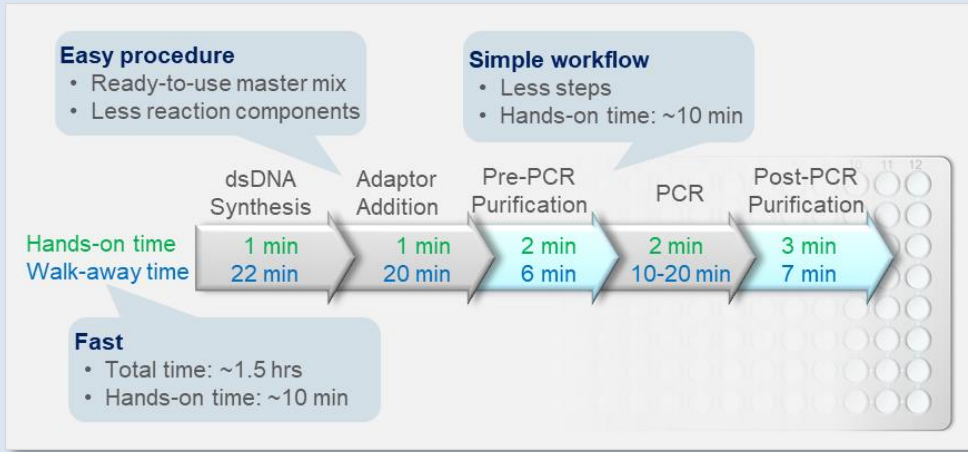 Easy procedure
• Ready-to-use master mix
• Less reaction components
Simple workflow
• Less steps
• Hands-on time: ~10 min
dsDNA
Synthesis
Adaptor
Addition
Pre-PCR
Purification
PCR
Post-PCR
Purification
Hands-on time 1 min 1 min 2 min 2 min 3 min
Walk-away time 22 min 20 min 6 min 10-20 min 7 min
Fast
• Total time: ~1.5 hrs
• Hands-on time: ~10 min
10 11 12